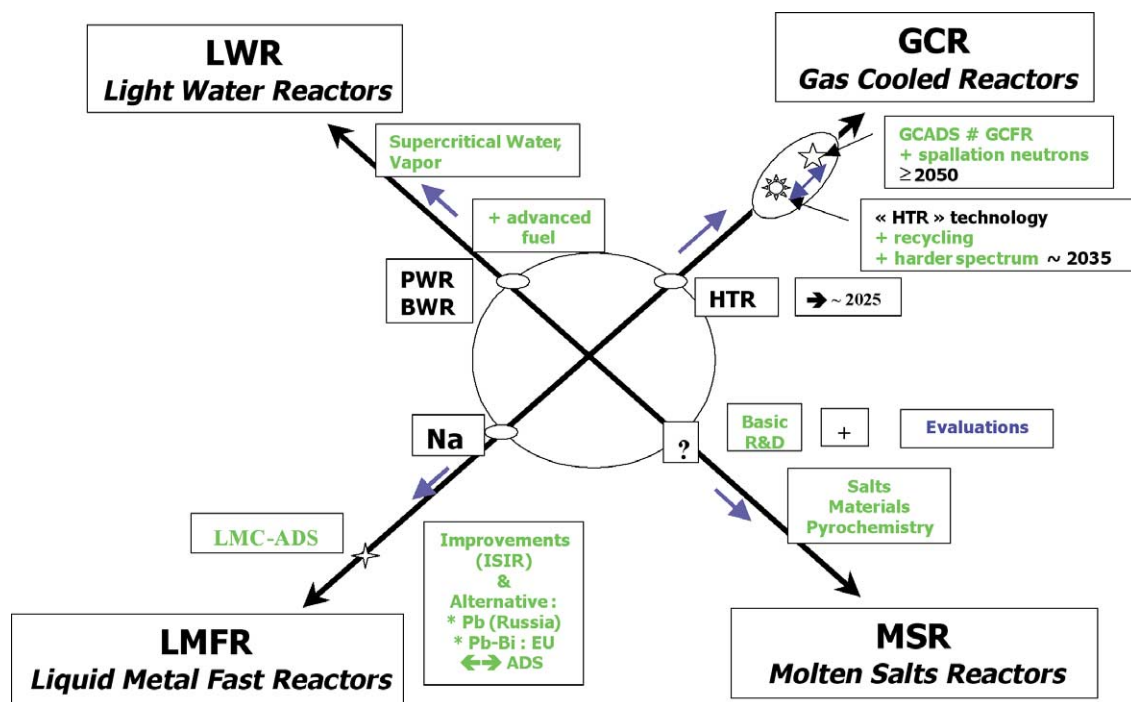 LWR
Light Water Reactors
GCR
Gas Cooled Reactors
Supercritical Water,
Vapor
GCADS # GCFR
+ spallation neutrons
≥2050
+ advanced
fuel
« HTR » technology
+ recycling
+ harder spectrum ~ 2035
PWR
BWR
HTR
➔ ~ 2025
Na
?
Basic
R&D
+
Evaluations
Salts
Materials
Pyrochemistry
LMC-ADS
Improvements
(ISIR)
&
Alternative :
* Pb (Russia)
* Pb-Bi : EU
←→ ADS
LMFR
Liquid Metal Fast Reactors
MSR
Molten Salts Reactors